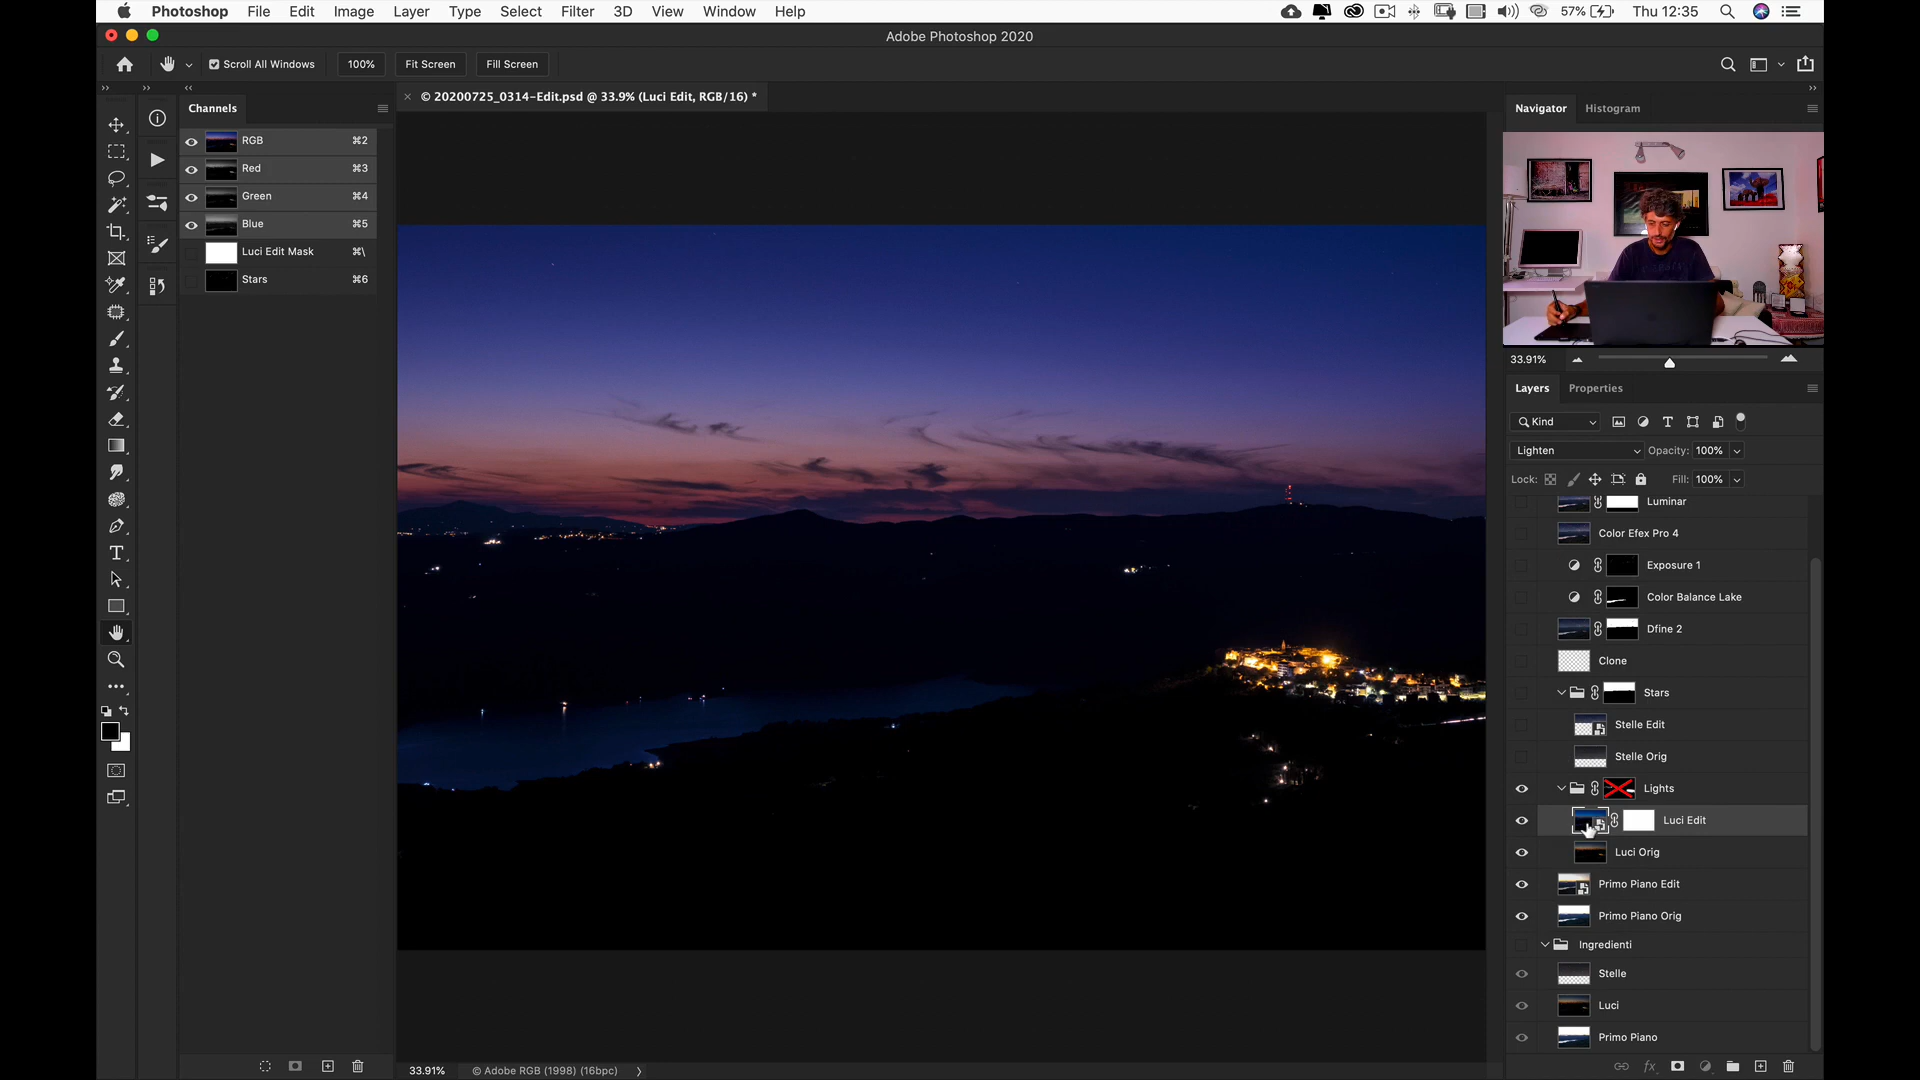 Photoshop File Edit Image Layer Type Select Filter 3D View Window Help 57% Thu 12:35
Adobe Photoshop 2020
Scroll All Windows 100% Fit Screen Fill Screen
Channels
© 20200725_0314-Edit.psd @ 33.9% (Luci Edit, RGB/16) *
Navigator Histogram
RGB ⌘2
Red ⌘3
Green ⌘4
Blue ⌘5
Luci Edit Mask ⌘\
Stars ⌘6
33.91%
Layers Properties
Kind
Lighten Opacity: 100%
Lock: Fill: 100%
Luminar
Color Efex Pro 4
Exposure 1
Color Balance Lake
Dfine 2
Clone
Stars
Stelle Edit
Stelle Orig
Lights
Luci Edit
Luci Orig
Primo Piano Edit
Primo Piano Orig
Ingredienti
Stelle
Luci
Primo Piano
33.91% © Adobe RGB (1998) (16bpc)